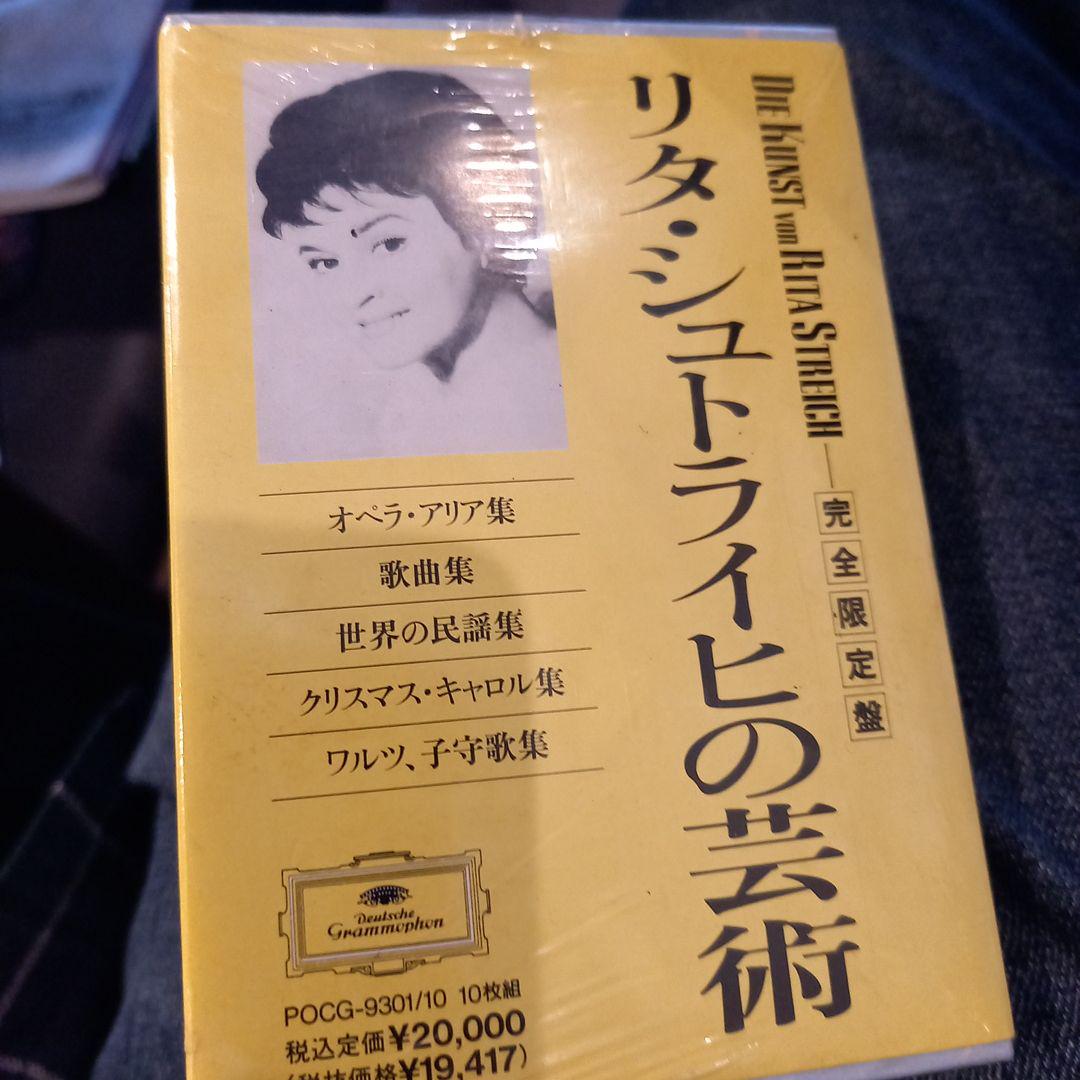 DIE KUNST von RITA STREICH—完全限定盤
リタ・シュトライヒの芸術
オペラ・アリア集
歌曲集
世界の民謡集
クリスマス・キャロル集
ワルツ、子守歌集
Deutsche
Grammophon
POCG-9301/10 10枚組
税込定価¥20,000
(税抜価格¥19,417)